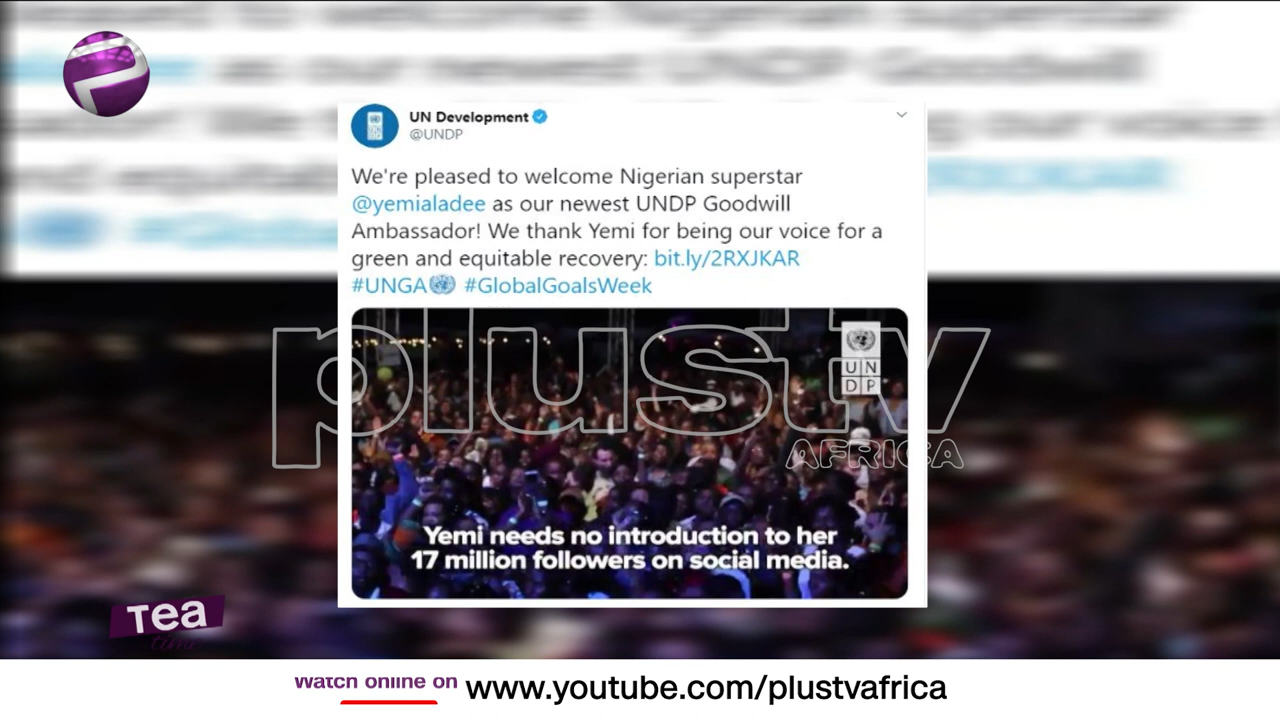 UN Development
@UNDP
We're pleased to welcome Nigerian superstar
@yemialadee as our newest UNDP Goodwill
Ambassador! We thank Yemi for being our voice for a
green and equitable recovery: bit.ly/2RXJKAR
#UNGA #GlobalGoalsWeek
plustv
AFRICA
UN
DP
Yemi needs no introduction to her
17 million followers on social media.
Tea
time
Watch online on www.youtube.com/plustvafrica